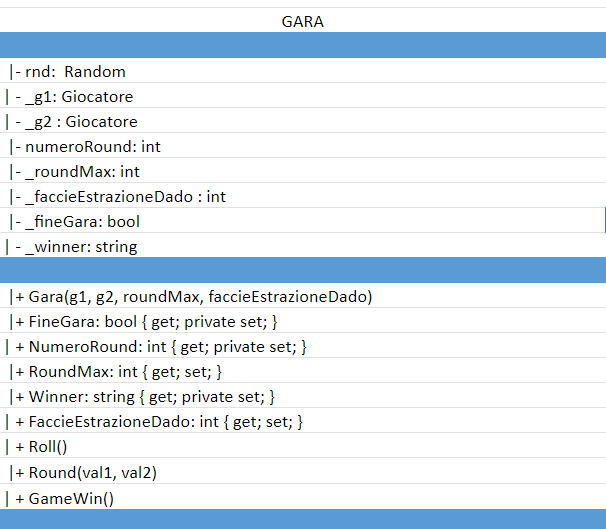 GARA
|- rnd:  Random
| - _g1: Giocatore
| - _g2 : Giocatore
|- numeroRound: int
|- _roundMax: int
|- _faccieEstrazioneDado : int
|- _fineGara: bool
| - _winner: string
|+ Gara(g1, g2, roundMax, faccieEstrazioneDado)
|+ FineGara: bool { get; private set; }
| + NumeroRound: int { get; private set; }
|+ RoundMax: int { get; set; }
|+ Winner: string { get; private set; }
|+ FaccieEstrazioneDado: int { get; set; }
| + Roll()
|+ Round(val1, val2)
| + GameWin()